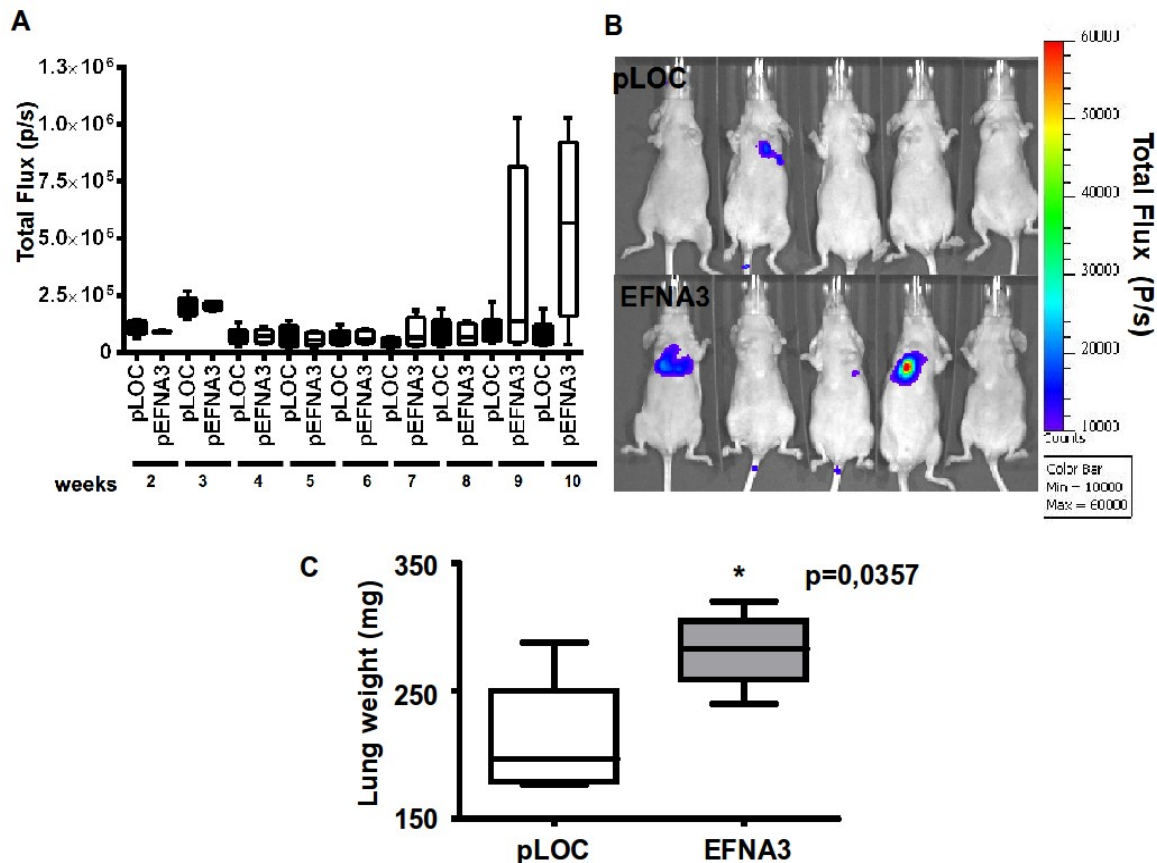 A
1.3× 10⁶
1.0× 10⁶
7.5× 10⁵
5.0× 10⁵
2.5× 10⁵
0
Total Flux (p/s)
pLOC
pEFNA3
pLOC
pEFNA3
pLOC
pEFNA3
pLOC
pEFNA3
pLOC
pEFNA3
pLOC
pEFNA3
pLOC
pEFNA3
pLOC
pEFNA3
pLOC
pEFNA3
weeks 2 3 4 5 6 7 8 9 10
B
pLOC
EFNA3
60000
50000
40000
30000
20000
10000
Counts
Color Bar
Min = 10000
Max = 60000
Total Flux (P/s)
C
350
250
150
Lung weight (mg)
* p=0,0357
pLOC EFNA3